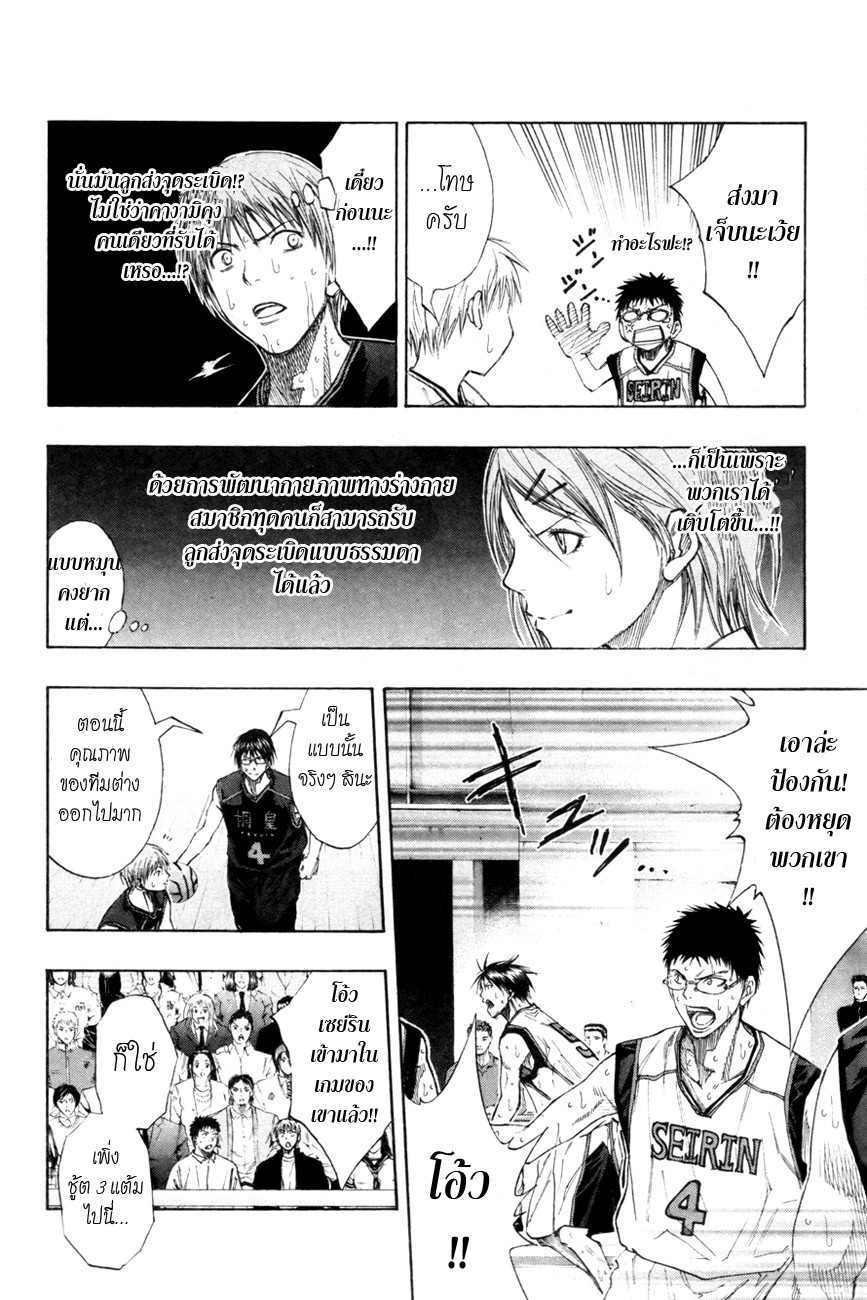 ส่งมา
เจ็บนะเว้ย
!!
ทำอะไรฟะ!?
...โทษ
ครับ
SEIRIN
เดี๋ยว
ก่อนนะ
...!!
นั่นมันลูกส่งจุดระเบิด!?
ไม่ใช่ว่าคางามิคุง
คนเดียวที่รับได้
เหรอ...!?
...ก็เป็นเพราะ
พวกเราได้
เติบโตขึ้น...!!
ด้วยการพัฒนากายภาพทางร่างกาย
สมาชิกทุกคนก็สามารถรับ
ลูกส่งจุดระเบิดแบบธรรมดา
ได้แล้ว
แบบหมุน
คงยาก
แต่...
เอาล่ะ
ป้องกัน!
ต้องหยุด
พวกเขา
!!
SEIRIN
4
โอ้ว
!!
เป็น
แบบนั้น
จริงๆ สินะ
ตอนนี้
คุณภาพ
ของทีมต่าง
ออกไปมาก
桐皇
4
โอ้ว
เซย์ริน
เข้ามาใน
เกมของ
เขาแล้ว!!
ก็ใช่
เพิ่ง
ชู้ต 3 แต้ม
ไปนี่...